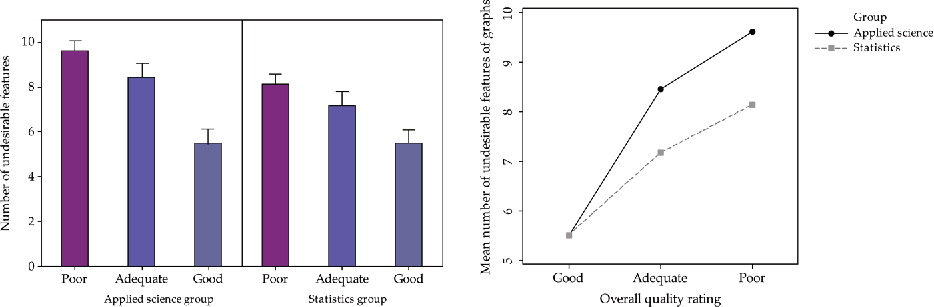 Number of undesirable features
10
8
6
4
2
0
Poor Adequate Good Poor Adequate Good
Applied science group Statistics group
Mean number of undesirable features of graphs
10
9
8
7
6
5
Good Adequate Poor
Overall quality rating
Group
Applied science
Statistics